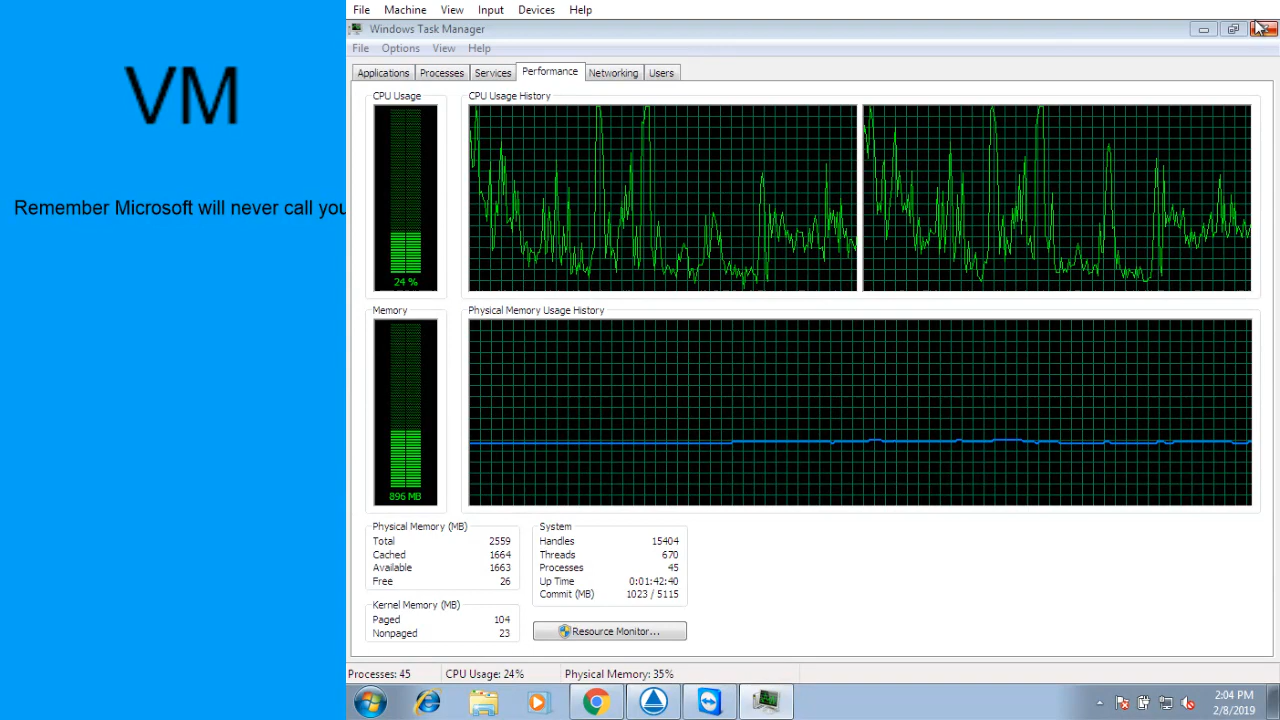 File Machine View Input Devices Help
VM
Remember Microsoft will never call you
Windows Task Manager
File Options View Help
Applications Processes Services Performance Networking Users
CPU Usage
CPU Usage History
24 %
Memory
Physical Memory Usage History
896 MB
Physical Memory (MB)
Total 2559
Cached 1664
Available 1663
Free 26
Kernel Memory (MB)
Paged 104
Nonpaged 23
System
Handles 15404
Threads 670
Processes 45
Up Time 0:01:42:40
Commit (MB) 1023 / 5115
Resource Monitor...
Processes: 45 CPU Usage: 24% Physical Memory: 35%
2:04 PM
2/8/2019